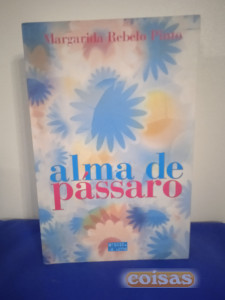 Margarida Rebelo Pinto
alma de
pássaro
coisas